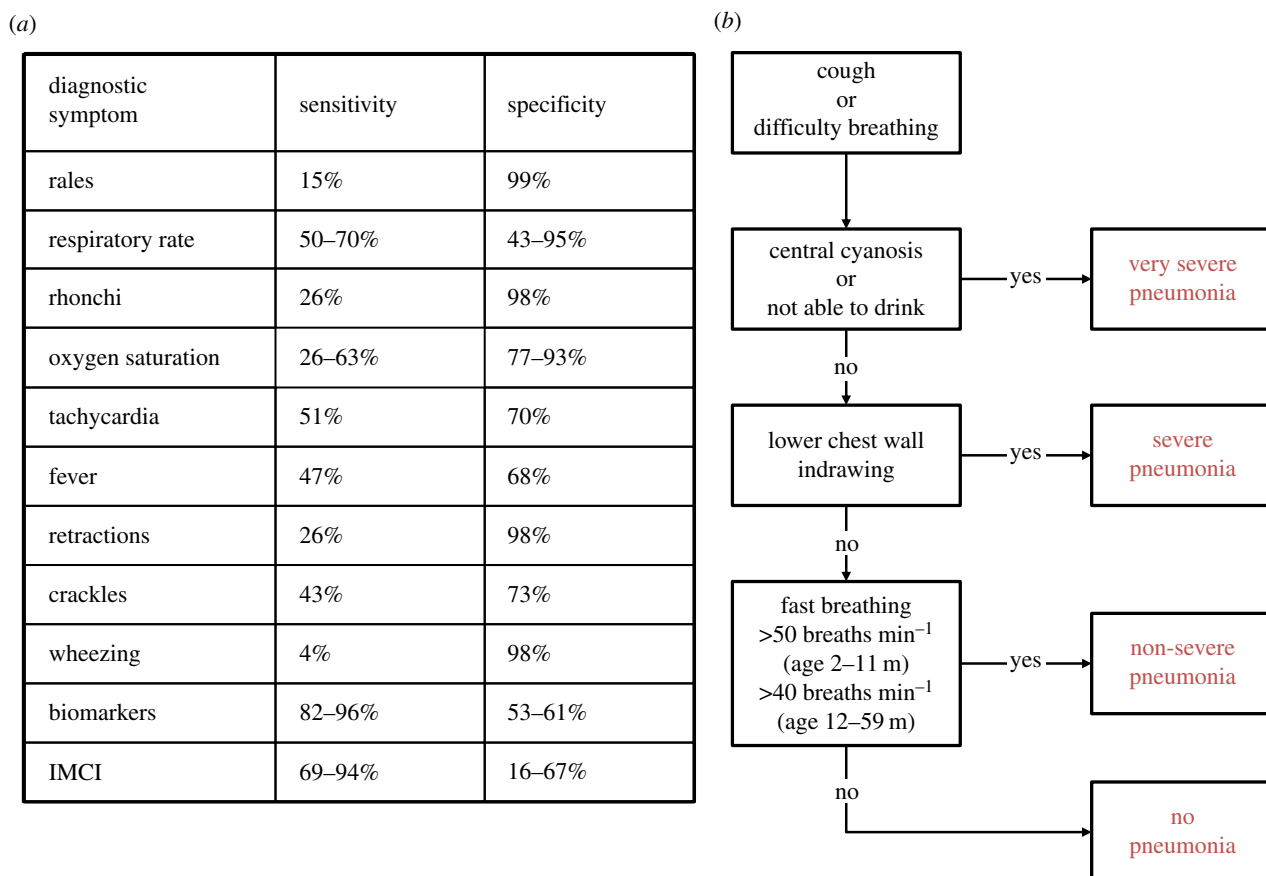 (a)
diagnostic
symptom
sensitivity
specificity
rales
15%
99%
respiratory rate
50–70%
43–95%
rhonchi
26%
98%
oxygen saturation
26–63%
77–93%
tachycardia
51%
70%
fever
47%
68%
retractions
26%
98%
crackles
43%
73%
wheezing
4%
98%
biomarkers
82–96%
53–61%
IMCI
69–94%
16–67%
(b)
cough
or
difficulty breathing
central cyanosis
or
not able to drink
yes
very severe
pneumonia
no
lower chest wall
indrawing
yes
severe
pneumonia
no
fast breathing
>50 breaths min⁻¹
(age 2–11 m)
>40 breaths min⁻¹
(age 12–59 m)
yes
non-severe
pneumonia
no
no
pneumonia